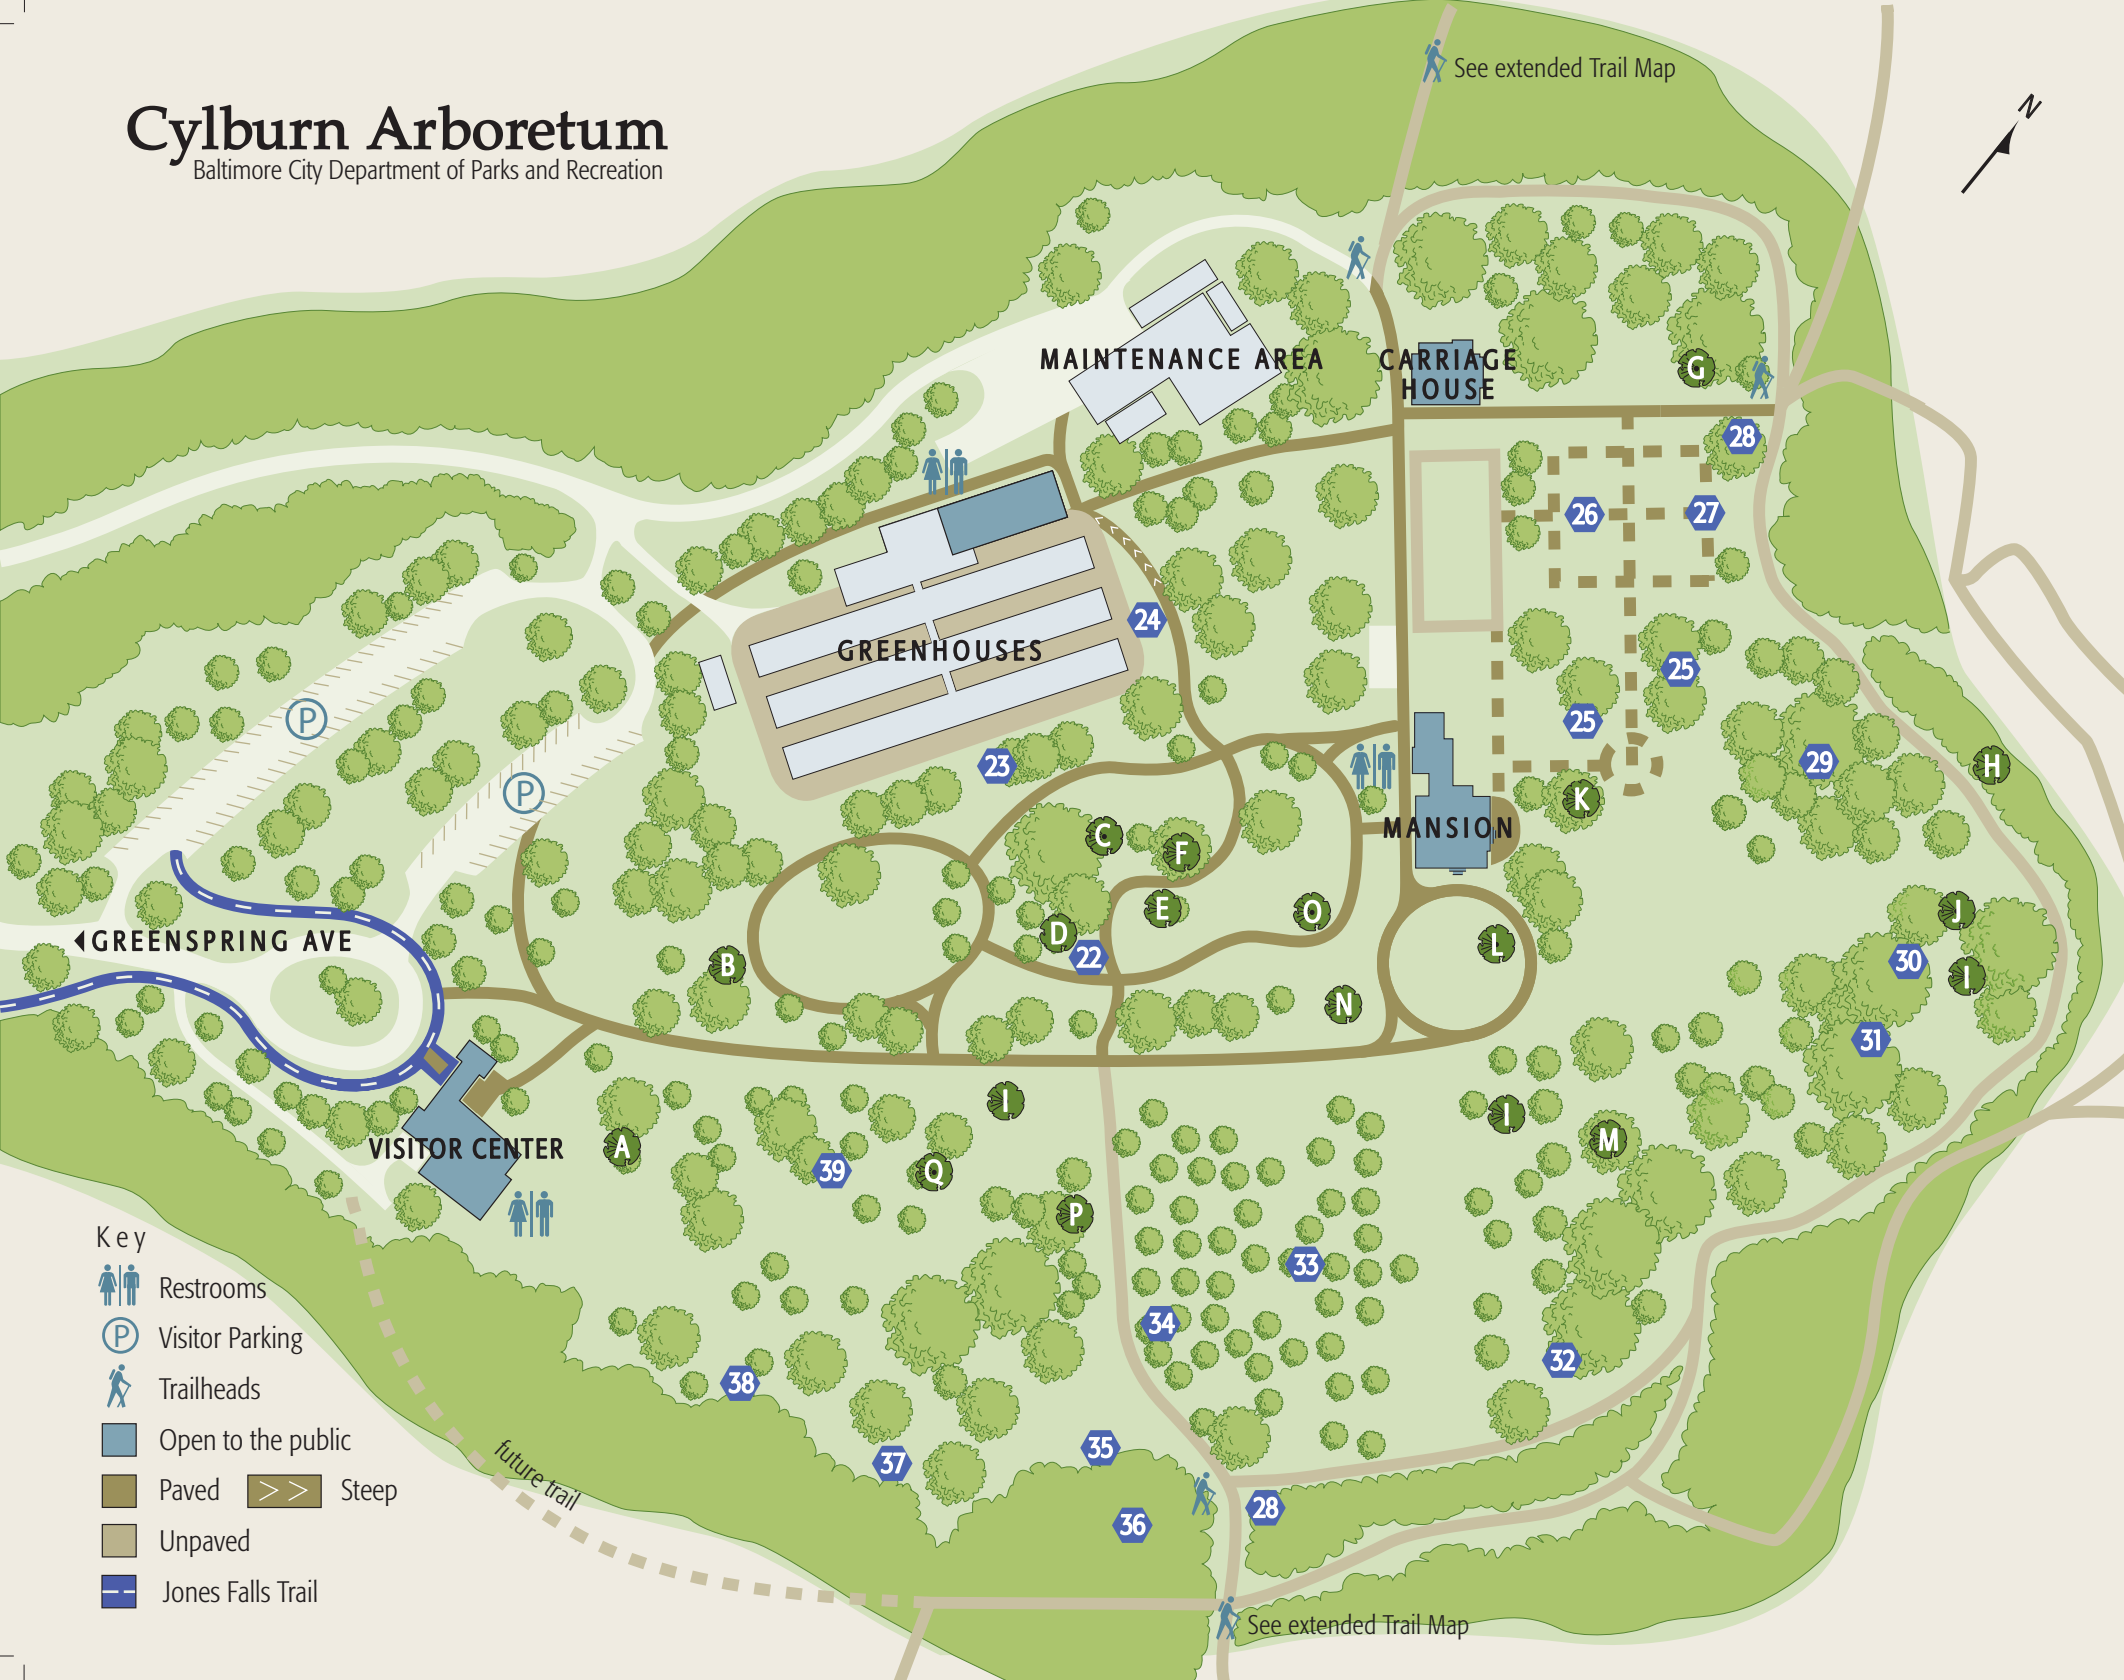 Cylburn Arboretum
Baltimore City Department of Parks and Recreation
See extended Trail Map
N
MAINTENANCE AREA
CARRIAGE
HOUSE
G
28
26
27
24
GREENHOUSES
25
25
P
23
29
H
P
K
MANSION
C
F
E
O
J
D
L
GREENSPRING AVE
22
30
B
I
N
31
I
I
M
VISITOR CENTER
A
39
Q
P
33
34
32
38
35
37
28
36
Key
Restrooms
P
Visitor Parking
Trailheads
Open to the public
Paved
>> Steep
Unpaved
Jones Falls Trail
future trail
See extended Trail Map